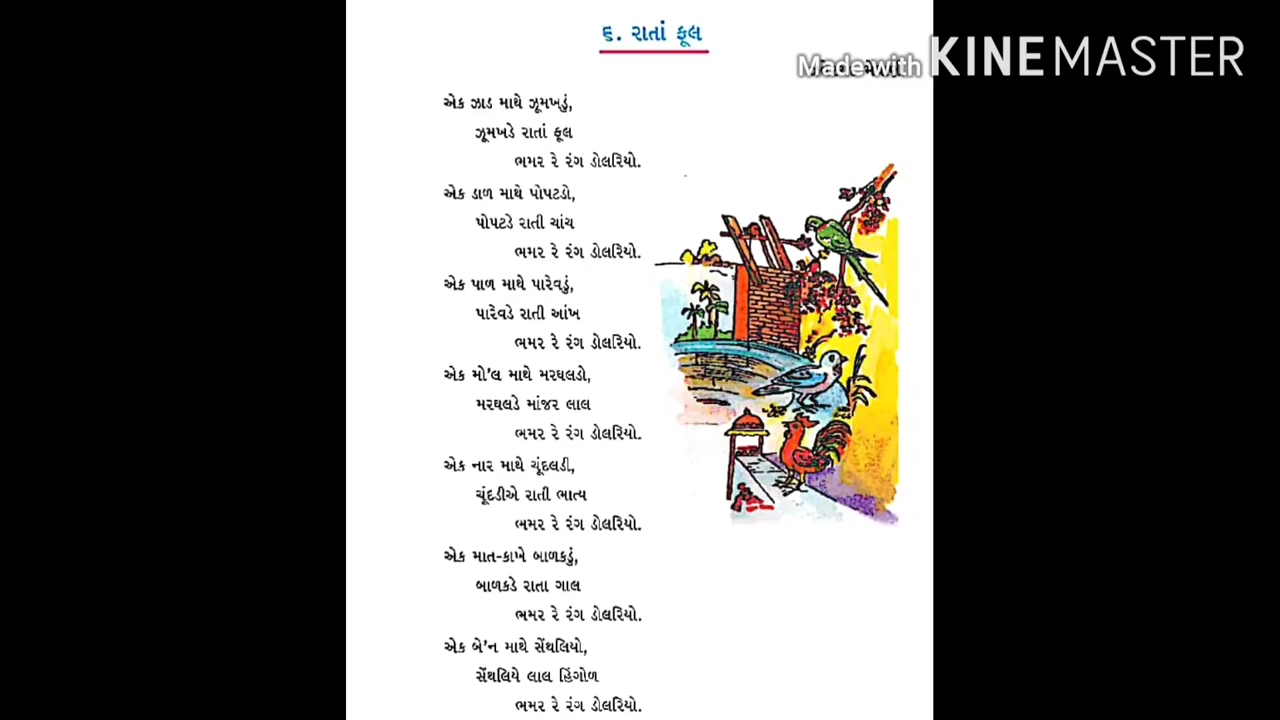 ૬. રાતાં ફૂલ
Made with KINEMASTER
એક ઝાડ માથે ઝૂમખડું,
ઝૂમખડે રાતાં ફૂલ
ભમર રે રંગ ડોલરિયો.
એક ડાળ માથે પોપટડો,
પોપટડે રાતી ચાંચ
ભમર રે રંગ ડોલરિયો.
એક પાળ માથે પારેવડું,
પારેવડે રાતી આંખ
ભમર રે રંગ ડોલરિયો.
એક મો'લ માથે મરઘલડો,
મરઘલડે માંજર લાલ
ભમર રે રંગ ડોલરિયો.
એક નાર માથે ચૂંદલડી,
ચૂંદડીએ રાતી ભાત્ય
ભમર રે રંગ ડોલરિયો.
એક માત-કાખે બાળકડું,
બાળકડે રાતા ગાલ
ભમર રે રંગ ડોલરિયો.
એક બે'ન માથે સેંથલિયો,
સેંથલિયે લાલ હિંગોળ
ભમર રે રંગ ડોલરિયો.